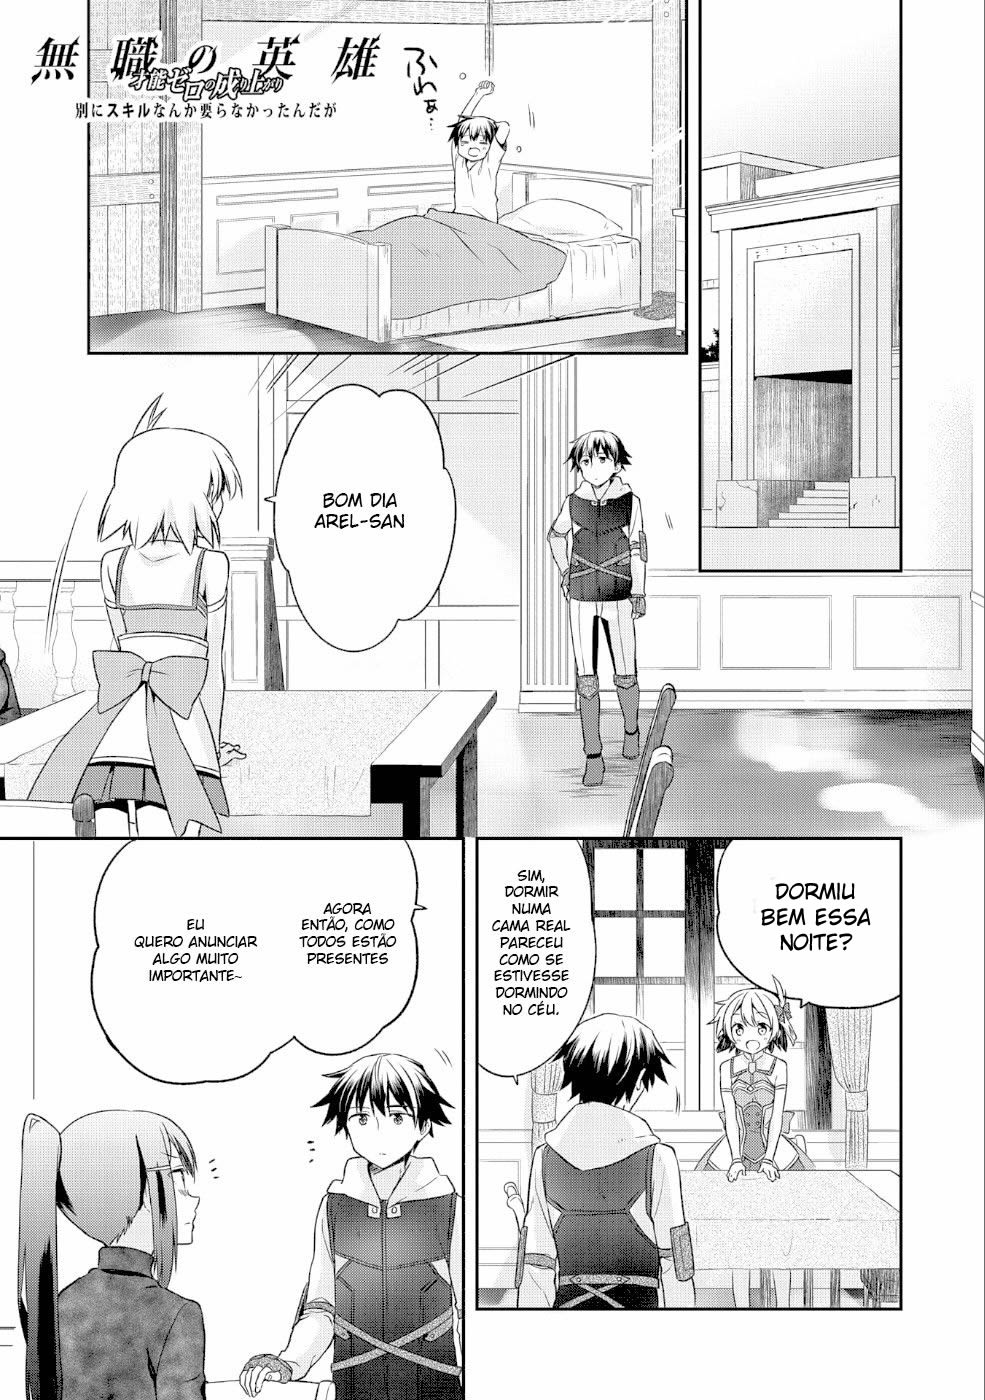 無職の英雄
才能ゼロの成り上がり
別にスキルなんか要らなかったんだが
ふわぁ…
BOM DIA
AREL-SAN
DORMIU
BEM ESSA
NOITE?
SIM,
DORMIR
NUMA
CAMA REAL
PARECEU
COMO SE
ESTIVESSE
DORMINDO
NO CÉU.
AGORA
ENTÃO, COMO
TODOS ESTÃO
PRESENTES
EU
QUERO ANUNCIAR
ALGO MUITO
IMPORTANTE~